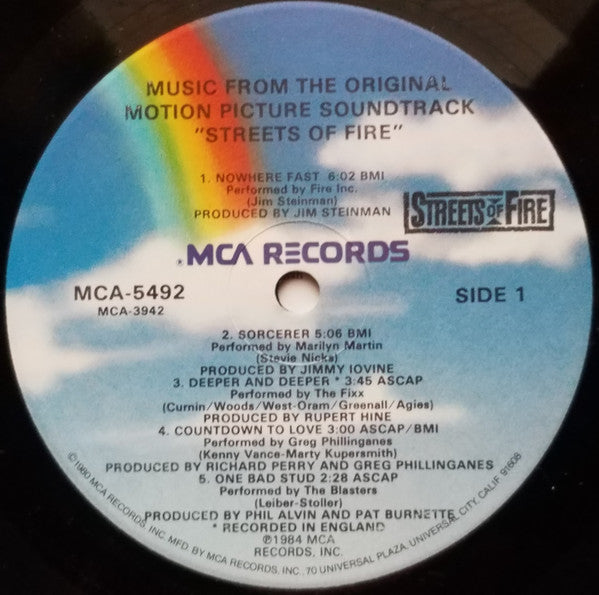 MUSIC FROM THE ORIGINAL
MOTION PICTURE SOUNDTRACK
"STREETS OF FIRE"
1. NOWHERE FAST 6:02 BMI
Performed by Fire Inc.
(Jim Steinman)
PRODUCED BY JIM STEINMAN
STREETS OF FIRE
®MCA RECORDS
MCA-5492
MCA-3942
SIDE 1
2. SORCERER 5:06 BMI
Performed by Marilyn Martin
(Stevie Nicks)
PRODUCED BY JIMMY IOVINE
3. DEEPER AND DEEPER * 3:45 ASCAP
Performed by The Fixx
(Curnin/Woods/West-Oram/Greenall/Agies)
PRODUCED BY RUPERT HINE
4. COUNTDOWN TO LOVE 3:00 ASCAP/BMI
Performed by Greg Phillinganes
(Kenny Vance-Marty Kupersmith)
PRODUCED BY RICHARD PERRY AND GREG PHILLINGANES
5. ONE BAD STUD 2:28 ASCAP
Performed by The Blasters
(Leiber-Stoller)
PRODUCED BY PHIL ALVIN AND PAT BURNETTE
* RECORDED IN ENGLAND
℗1984 MCA
RECORDS, INC.
©1980 MCA RECORDS, INC. MFD. BY MCA RECORDS, INC., 70 UNIVERSAL PLAZA, UNIVERSAL CITY, CALIF. 91608